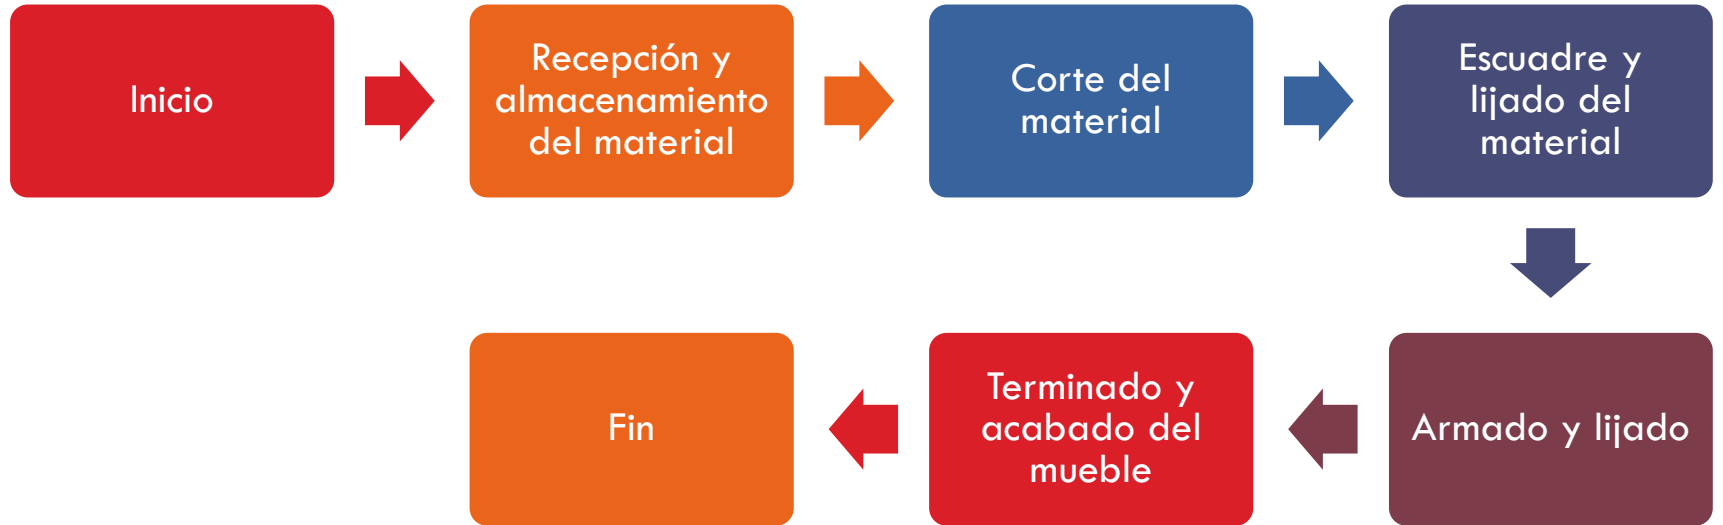 Inicio
Recepción y
almacenamiento
del material
Corte del
material
Escuadre y
lijado del
material
Armado y lijado
Terminado y
acabado del
mueble
Fin